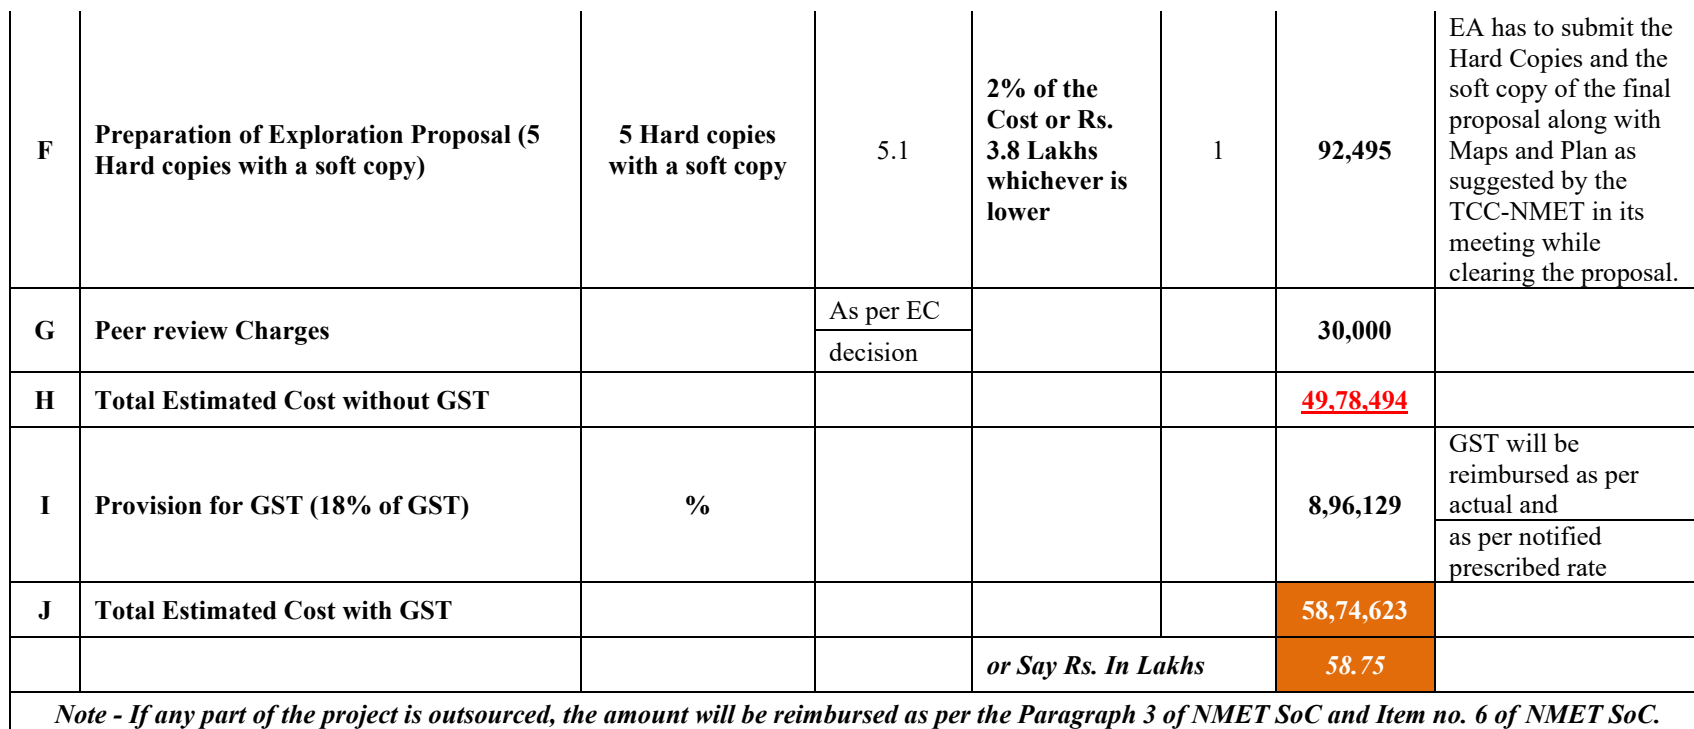 F
Preparation of Exploration Proposal (5
Hard copies with a soft copy)
5 Hard copies
with a soft copy
5.1
2% of the
Cost or Rs.
3.8 Lakhs
whichever is
lower
1
92,495
EA has to submit the
Hard Copies and the
soft copy of the final
proposal along with
Maps and Plan as
suggested by the
TCC-NMET in its
meeting while
clearing the proposal.
G
Peer review Charges
As per EC
decision
30,000
H
Total Estimated Cost without GST
49,78,494
I
Provision for GST (18% of GST)
%
8,96,129
GST will be
reimbursed as per
actual and
as per notified
prescribed rate
J
Total Estimated Cost with GST
58,74,623
or Say Rs. In Lakhs
58.75
Note - If any part of the project is outsourced, the amount will be reimbursed as per the Paragraph 3 of NMET SoC and Item no. 6 of NMET SoC.